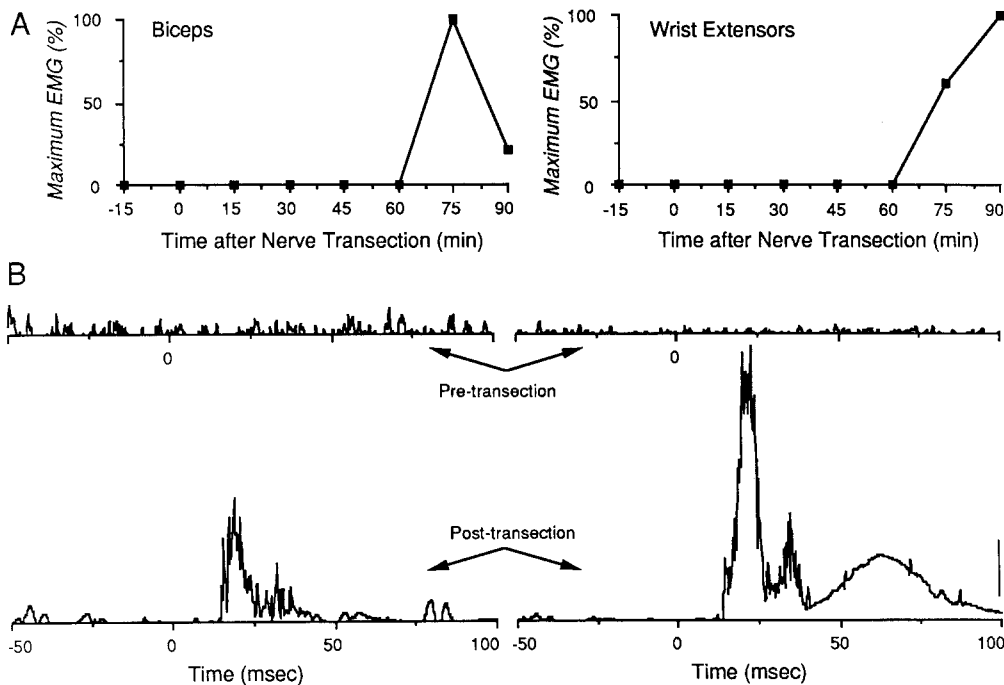 A
Biceps
Maximum EMG (%)
100
50
0
-15 0 15 30 45 60 75 90
Time after Nerve Transection (min)
Wrist Extensors
Maximum EMG (%)
100
50
0
-15 0 15 30 45 60 75 90
Time after Nerve Transection (min)
B
0
0
Pre-transection
Post-transection
-50 0 50 100
Time (msec)
-50 0 50 100
Time (msec)